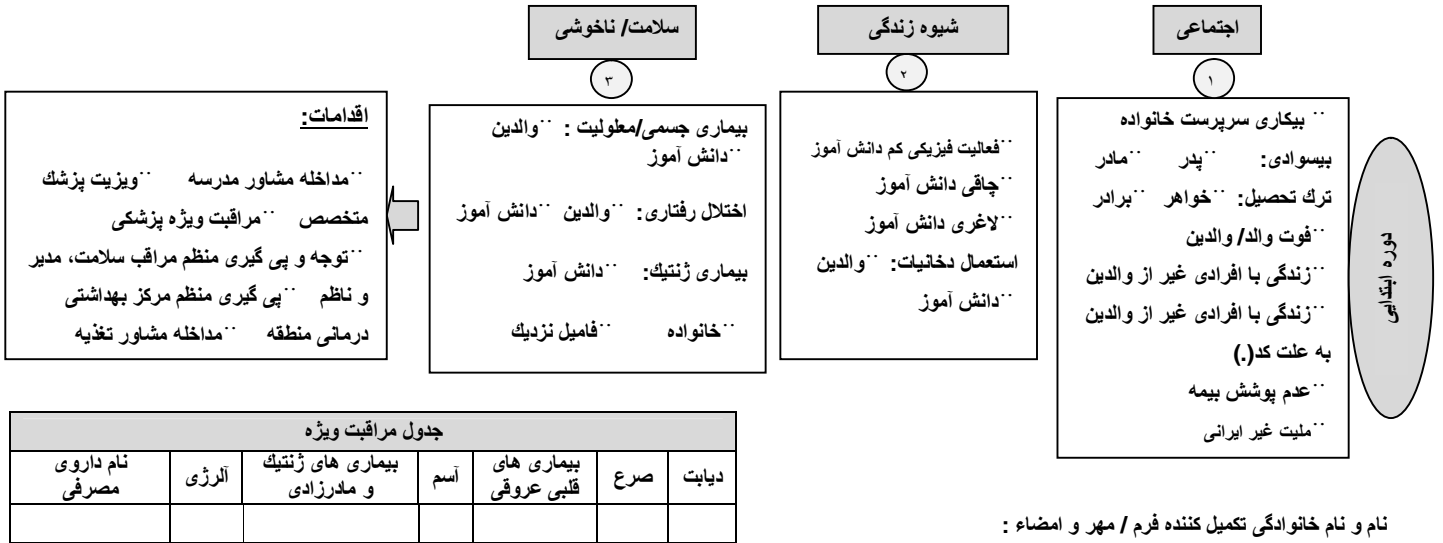 اجتماعی
شیوه زندگی
سلامت/ ناخوشی
۱
۲
۳
دوره ابتدایی
¨ بیکاری سرپرست خانواده
بیسوادی: ¨پدر ¨مادر
ترك تحصیل: ¨خواهر ¨برادر
¨فوت والد/ والدین
¨زندگی با افرادی غیر از والدین
¨زندگی با افرادی غیر از والدین
به علت کد(.)
¨عدم پوشش بیمه
¨ملیت غیر ایرانی
¨فعالیت فیزیکی کم دانش آموز
¨چاقی دانش آموز
¨لاغری دانش آموز
استعمال دخانیات: ¨والدین
¨دانش آموز
بیماری جسمی/معلولیت : ¨والدین
¨دانش آموز
اختلال رفتاری: ¨والدین ¨دانش آموز
بیماری ژنتیك: ¨دانش آموز
¨خانواده ¨فامیل نزدیك
اقدامات:
¨مداخله مشاور مدرسه ¨ویزیت پزشك
متخصص ¨مراقبت ویژه پزشکی
¨توجه و پی گیری منظم مراقب سلامت، مدیر
و ناظم ¨پی گیری منظم مرکز بهداشتی
درمانی منطقه ¨مداخله مشاور تغذیه
جدول مراقبت ویژه
دیابت
صرع
بیماری های
قلبی عروقی
آسم
بیماری های ژنتیك
و مادرزادی
آلرژی
نام داروی
مصرفی
نام و نام خانوادگی تکمیل کننده فرم / مهر و امضاء :